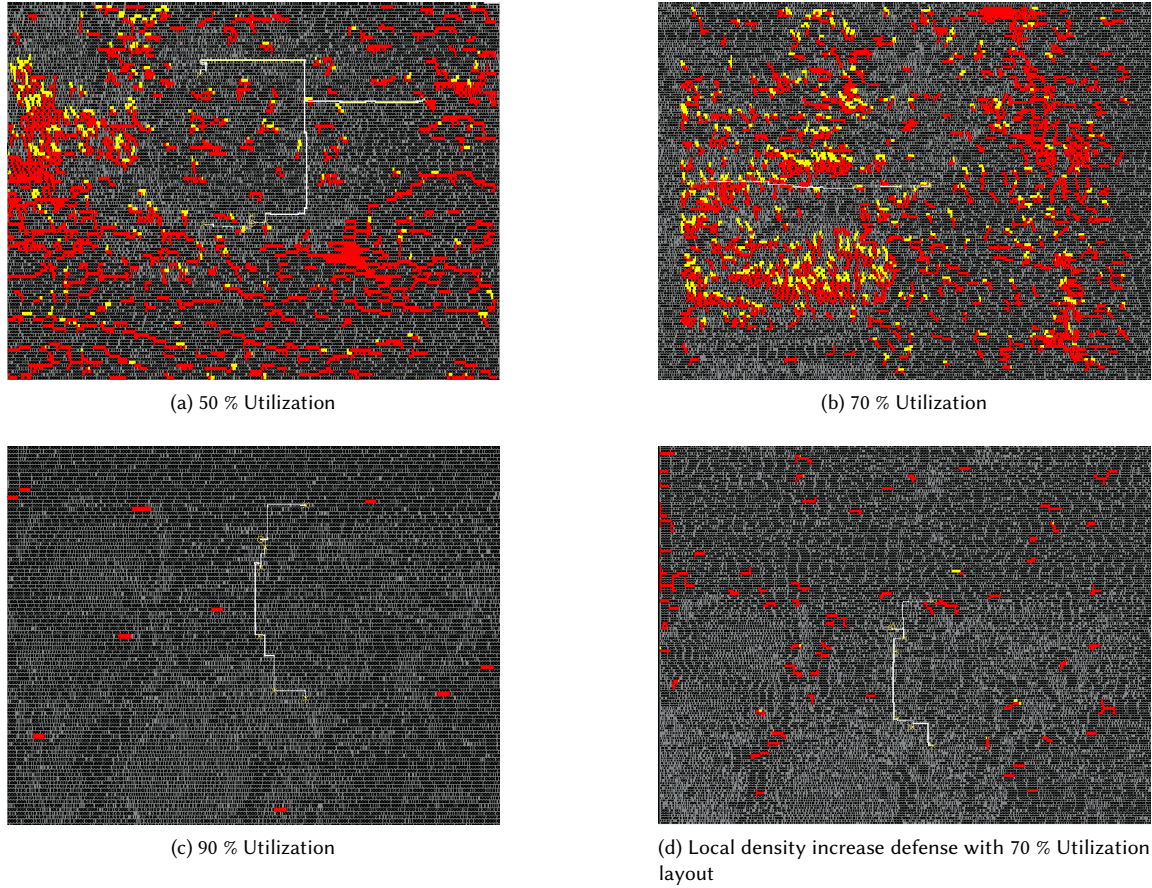 (a) 50 % Utilization
(b) 70 % Utilization
(c) 90 % Utilization
(d) Local density increase defense with 70 % Utilization
layout